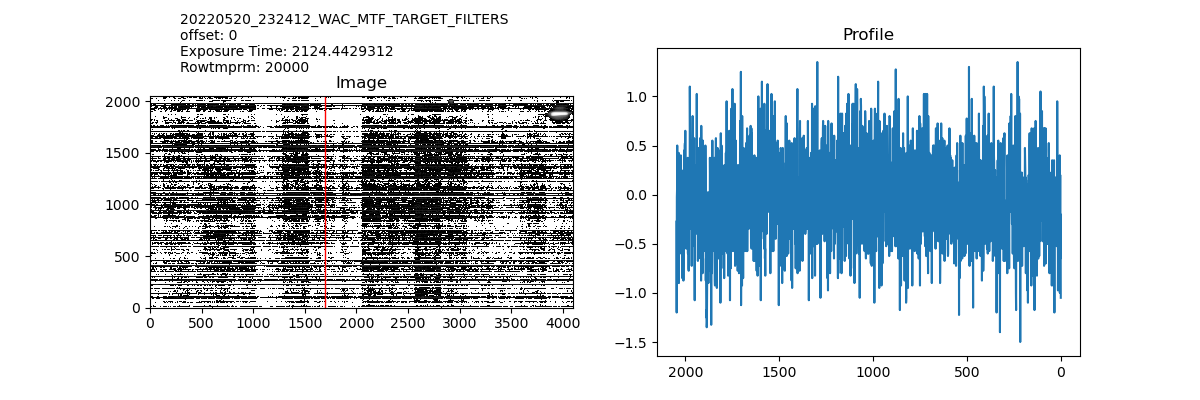 20220520_232412_WAC_MTF_TARGET_FILTERS
offset: 0
Exposure Time: 2124.4429312
Rowtmprm: 20000
Image
2000
1500
1000
500
0
0 500 1000 1500 2000 2500 3000 3500 4000
Profile
1.0
0.5
0.0
−0.5
−1.0
−1.5
2000 1500 1000 500 0